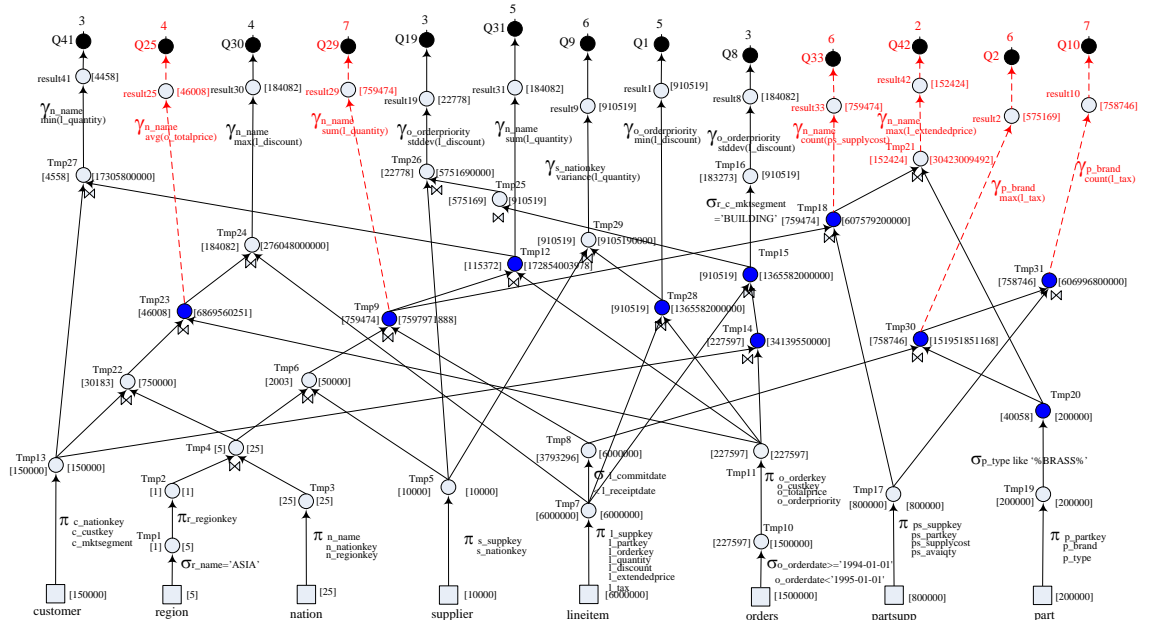 3 4 4 7 3 5 6 5 3 6 2 6 10
Q41 Q25 Q30 Q29 Q19 Q31 Q9 Q1 Q8 Q33 Q42 Q2 Q10
result41 [4458]
result25 [46008]
result30 [184082]
result29 [759474]
result19 [22778]
result31 [184082]
result9 [910519]
result1 [910519]
result8 [184082]
result33 [759474]
result42 [152424]
result2 [575169]
result10 [758746]
γn_name
min(l_quantity)
γn_name
avg(o_totalprice)
γn_name
max(l_discount)
γn_name
sum(l_quantity)
γo_orderpriority
stddev(l_discount)
γn_name
sum(l_quantity)
γs_nationkey
variance(l_quantity)
γo_orderpriority
min(l_discount)
γo_orderpriority
stddev(l_discount)
γn_name
count(ps_supplycost)
γn_name
max(l_extendedprice)
γp_brand
max(l_tax)
γp_brand
count(l_tax)
Tmp27
[4558] [17305800000]
⋈
Tmp26
[22778] [5751690000]
⋈
Tmp25
[575169] [910519]
⋈
Tmp16
[183273] [910519]
σr_c_mktsegment
='BUILDING'
Tmp21
[152424] [30423009492]
⋈
Tmp18
[759474] [607579200000]
⋈
Tmp24
[184082] [276048000000]
⋈
Tmp12
[115372] [172854003978]
⋈
Tmp29
[910519] [9105190000]
⋈
Tmp15
[910519] [1365582000000]
⋈
Tmp31
[758746] [606996800000]
⋈
Tmp23
[46008] [6869560251]
⋈
Tmp9
[759474] [7597971888]
⋈
Tmp28
[910519] [1365582000000]
⋈
Tmp14
[227597] [34139550000]
⋈
Tmp30
[758746] [151951851168]
⋈
Tmp22
[30183] [750000]
⋈
Tmp6
[2003] [50000]
⋈
Tmp20
[40058] [200000]
Tmp13
[150000] [150000]
Tmp4 [5] [25]
⋈
Tmp8
[3793296] [6000000]
σ l_commitdate
l_receiptdate
[227597] [227597]
Tmp11
π o_orderkey
o_custkey
o_totalprice
o_orderpriority
σp_type like '%BRASS%'
Tmp2
[1] [1]
Tmp3
[25] [25]
Tmp5
[10000] [10000]
Tmp7
[6000000] [6000000]
Tmp17
[800000] [800000]
Tmp19
[200000] [200000]
π c_nationkey
c_custkey
c_mktsegment
πr_regionkey
π n_name
n_nationkey
n_regionkey
π s_suppkey
s_nationkey
π l_suppkey
l_partkey
l_orderkey
l_quantity
l_discount
l_extendedprice
l_tax
Tmp10
[227597] [1500000]
π ps_suppkey
ps_partkey
ps_supplycost
ps_avaiqty
π p_partkey
p_brand
p_type
Tmp1
[1] [5]
σr_name='ASIA'
σo_orderdate>='1994-01-01'
o_orderdate<'1995-01-01'
[150000] [5] [25] [10000] [6000000] [1500000] [800000] [200000]
customer region nation supplier lineitem orders partsupp part